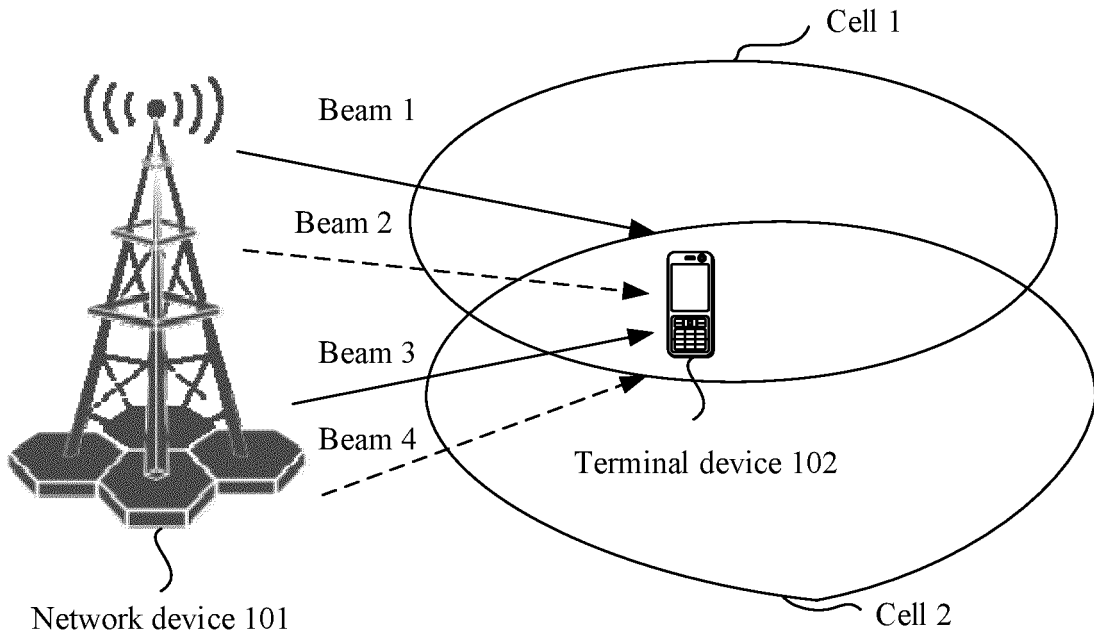 Cell 1
Beam 1
Beam 2
Beam 3
Beam 4
Terminal device 102
Network device 101
Cell 2